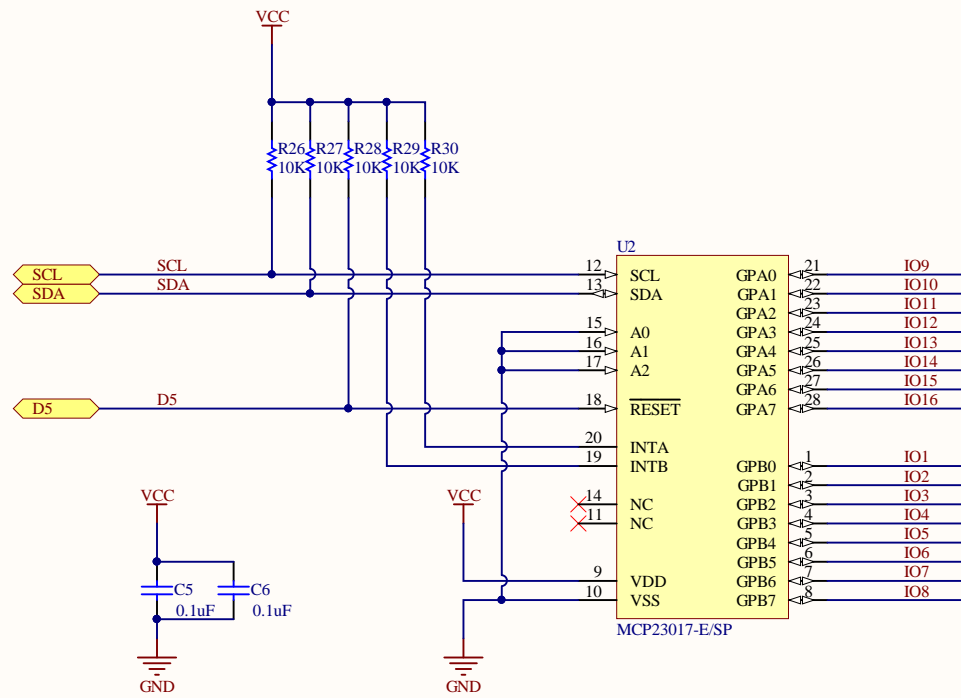 VCC
R26 R27 R28 R29 R30
10K 10K 10K 10K 10K
U2
SCL SCL 12 SCL GPA0 21 IO9
SDA SDA 13 SDA GPA1 22 IO10
GPA2 23 IO11
15 A0 GPA3 24 IO12
16 A1 GPA4 25 IO13
17 A2 GPA5 26 IO14
GPA6 27 IO15
D5 D5 18 RESET GPA7 28 IO16
20 INTA
19 INTB GPB0 1 IO1
GPB1 2 IO2
VCC VCC 14 NC GPB2 3 IO3
11 NC GPB3 4 IO4
GPB4 5 IO5
GPB5 6 IO6
C5 C6 9 VDD GPB6 7 IO7
0.1uF 0.1uF 10 VSS GPB7 8 IO8
MCP23017-E/SP
GND GND